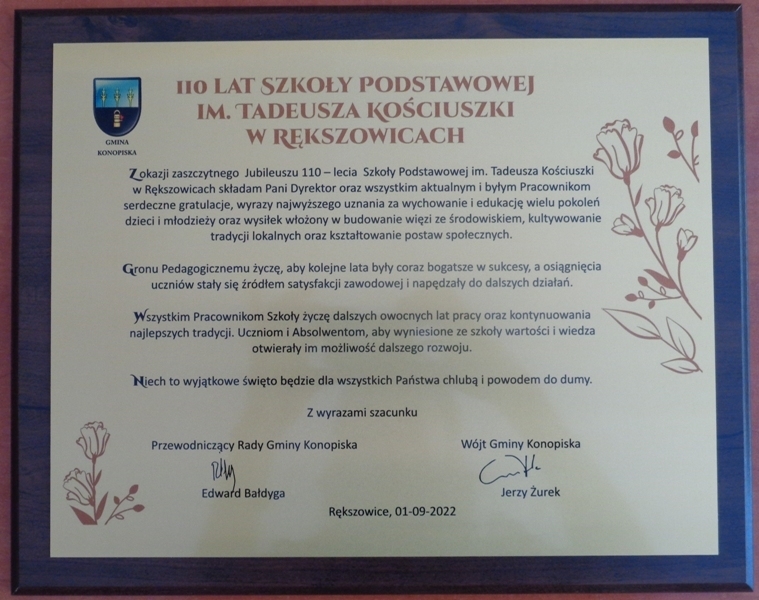 110 LAT SZKOŁY PODSTAWOWEJ
IM. TADEUSZA KOŚCIUSZKI
W RĘKSZOWICACH
GMINA
KONOPISKA
Z okazji zaszczytnego Jubileuszu 110 – lecia Szkoły Podstawowej im. Tadeusza Kościuszki
w Rększowicach składam Pani Dyrektor oraz wszystkim aktualnym i byłym Pracownikom
serdeczne gratulacje, wyrazy najwyższego uznania za wychowanie i edukację wielu pokoleń
dzieci i młodzieży oraz wysiłek włożony w budowanie więzi ze środowiskiem, kultywowanie
tradycji lokalnych oraz kształtowanie postaw społecznych.
Gronu Pedagogicznemu życzę, aby kolejne lata były coraz bogatsze w sukcesy, a osiągnięcia
uczniów stały się źródłem satysfakcji zawodowej i napędzały do dalszych działań.
Wszystkim Pracownikom Szkoły życzę dalszych owocnych lat pracy oraz kontynuowania
najlepszych tradycji. Uczniom i Absolwentom, aby wyniesione ze szkoły wartości i wiedza
otwierały im możliwość dalszego rozwoju.
Niech to wyjątkowe święto będzie dla wszystkich Państwa chlubą i powodem do dumy.
Z wyrazami szacunku
Przewodniczący Rady Gminy Konopiska
Wójt Gminy Konopiska
Edward Bałdyga
Jerzy Żurek
Rększowice, 01-09-2022